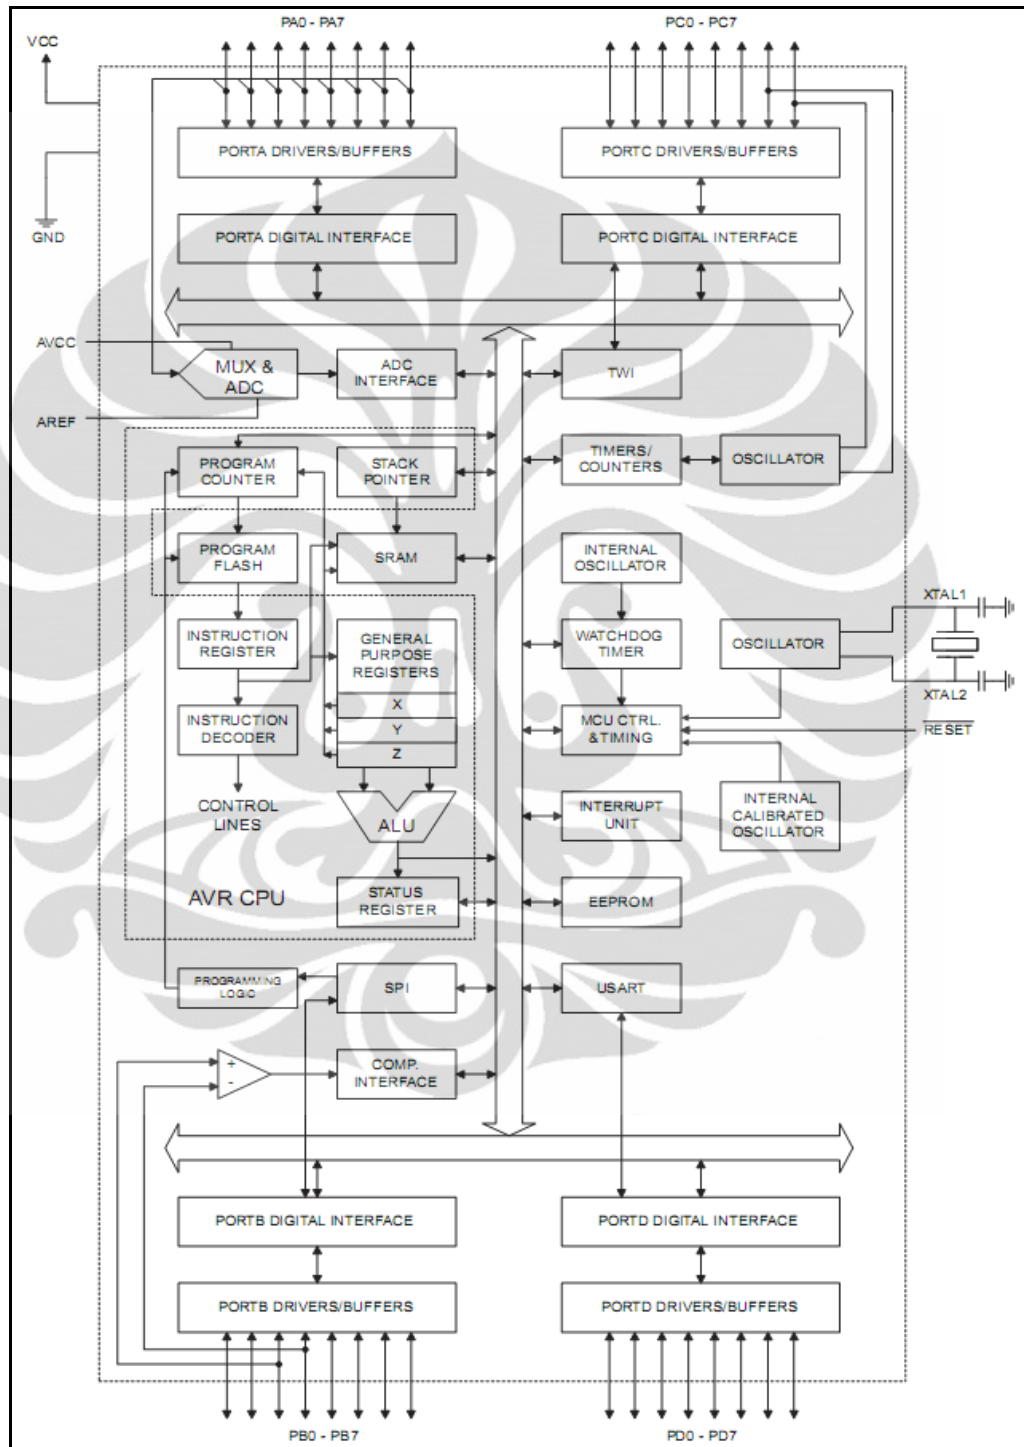 PA0 - PA7
PC0 - PC7
VCC
PORTA DRIVERS/BUFFERS
PORTC DRIVERS/BUFFERS
GND
PORTA DIGITAL INTERFACE
PORTC DIGITAL INTERFACE
AVCC
MUX &
ADC
ADC
INTERFACE
TWI
AREF
PROGRAM
COUNTER
STACK
POINTER
TIMERS/
COUNTERS
OSCILLATOR
PROGRAM
FLASH
SRAM
INTERNAL
OSCILLATOR
XTAL1
INSTRUCTION
REGISTER
GENERAL
PURPOSE
REGISTERS
WATCHDOG
TIMER
OSCILLATOR
XTAL2
X
INSTRUCTION
DECODER
Y
MCU CTRL.
& TIMING
RESET
Z
CONTROL
LINES
ALU
INTERRUPT
UNIT
INTERNAL
CALIBRATED
OSCILLATOR
AVR CPU
STATUS
REGISTER
EEPROM
PROGRAMMING
LOGIC
SPI
USART
+
-
COMP.
INTERFACE
PORTB DIGITAL INTERFACE
PORTD DIGITAL INTERFACE
PORTB DRIVERS/BUFFERS
PORTD DRIVERS/BUFFERS
PB0 - PB7
PD0 - PD7